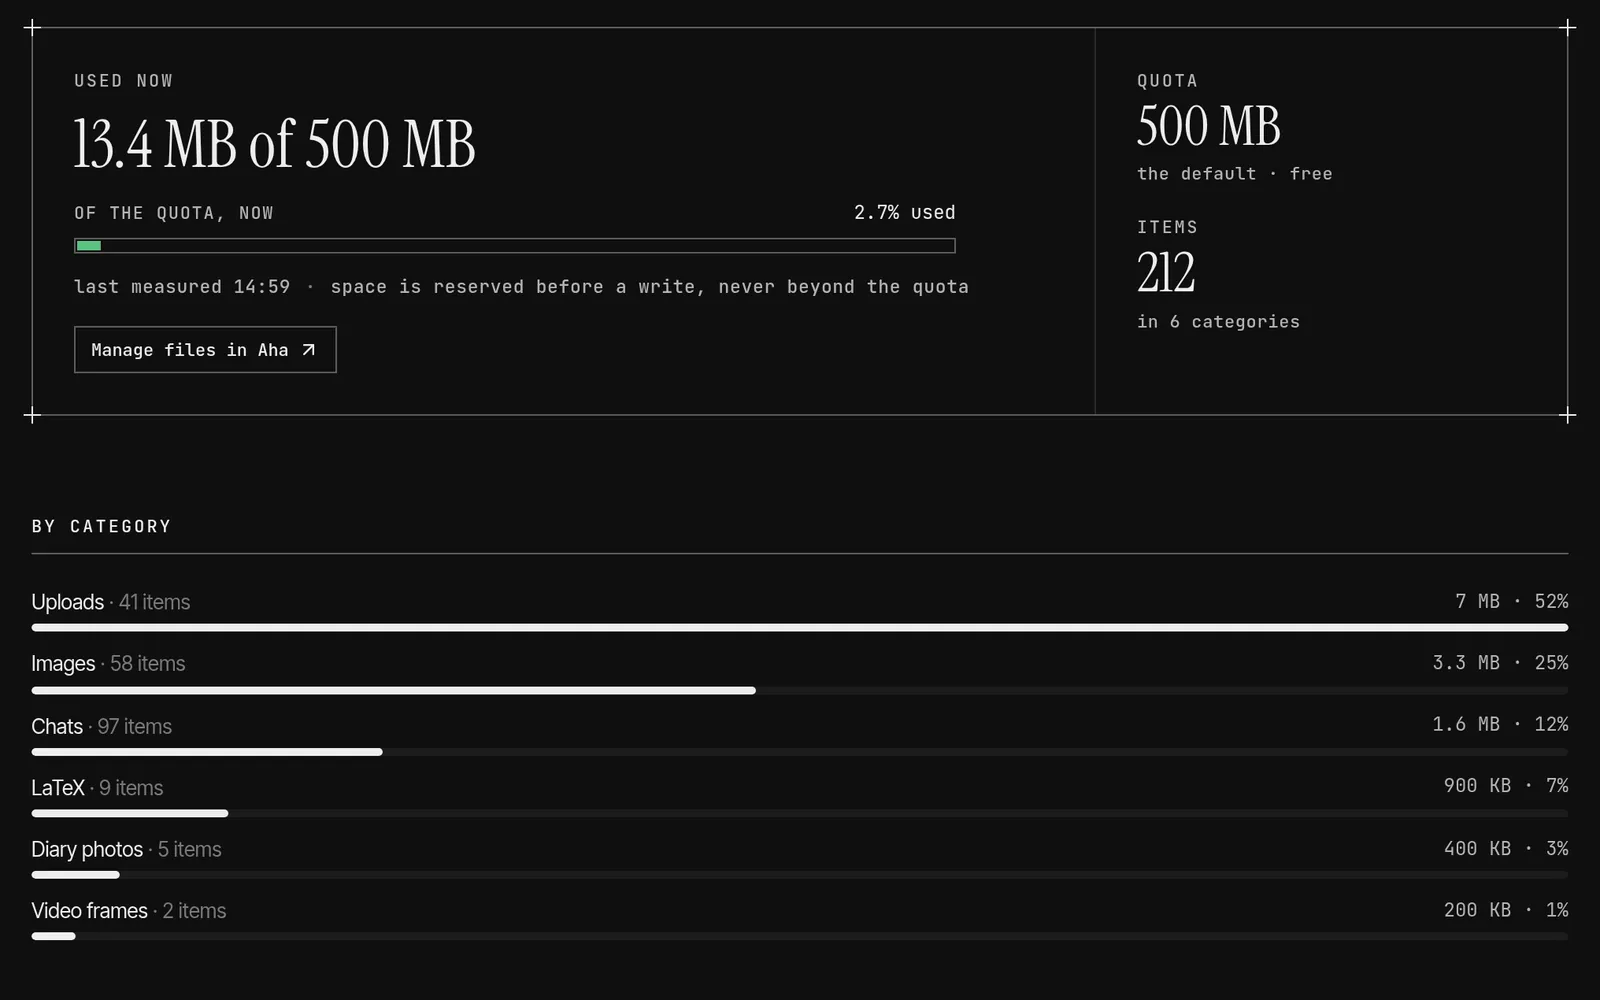 USED NOW
13.4 MB of 500 MB
OF THE QUOTA, NOW
2.7% used
last measured 14:59 · space is reserved before a write, never beyond the quota
Manage files in Aha ↗
QUOTA
500 MB
the default · free
ITEMS
212
in 6 categories
BY CATEGORY
Uploads · 41 items
7 MB · 52%
Images · 58 items
3.3 MB · 25%
Chats · 97 items
1.6 MB · 12%
LaTeX · 9 items
900 KB · 7%
Diary photos · 5 items
400 KB · 3%
Video frames · 2 items
200 KB · 1%